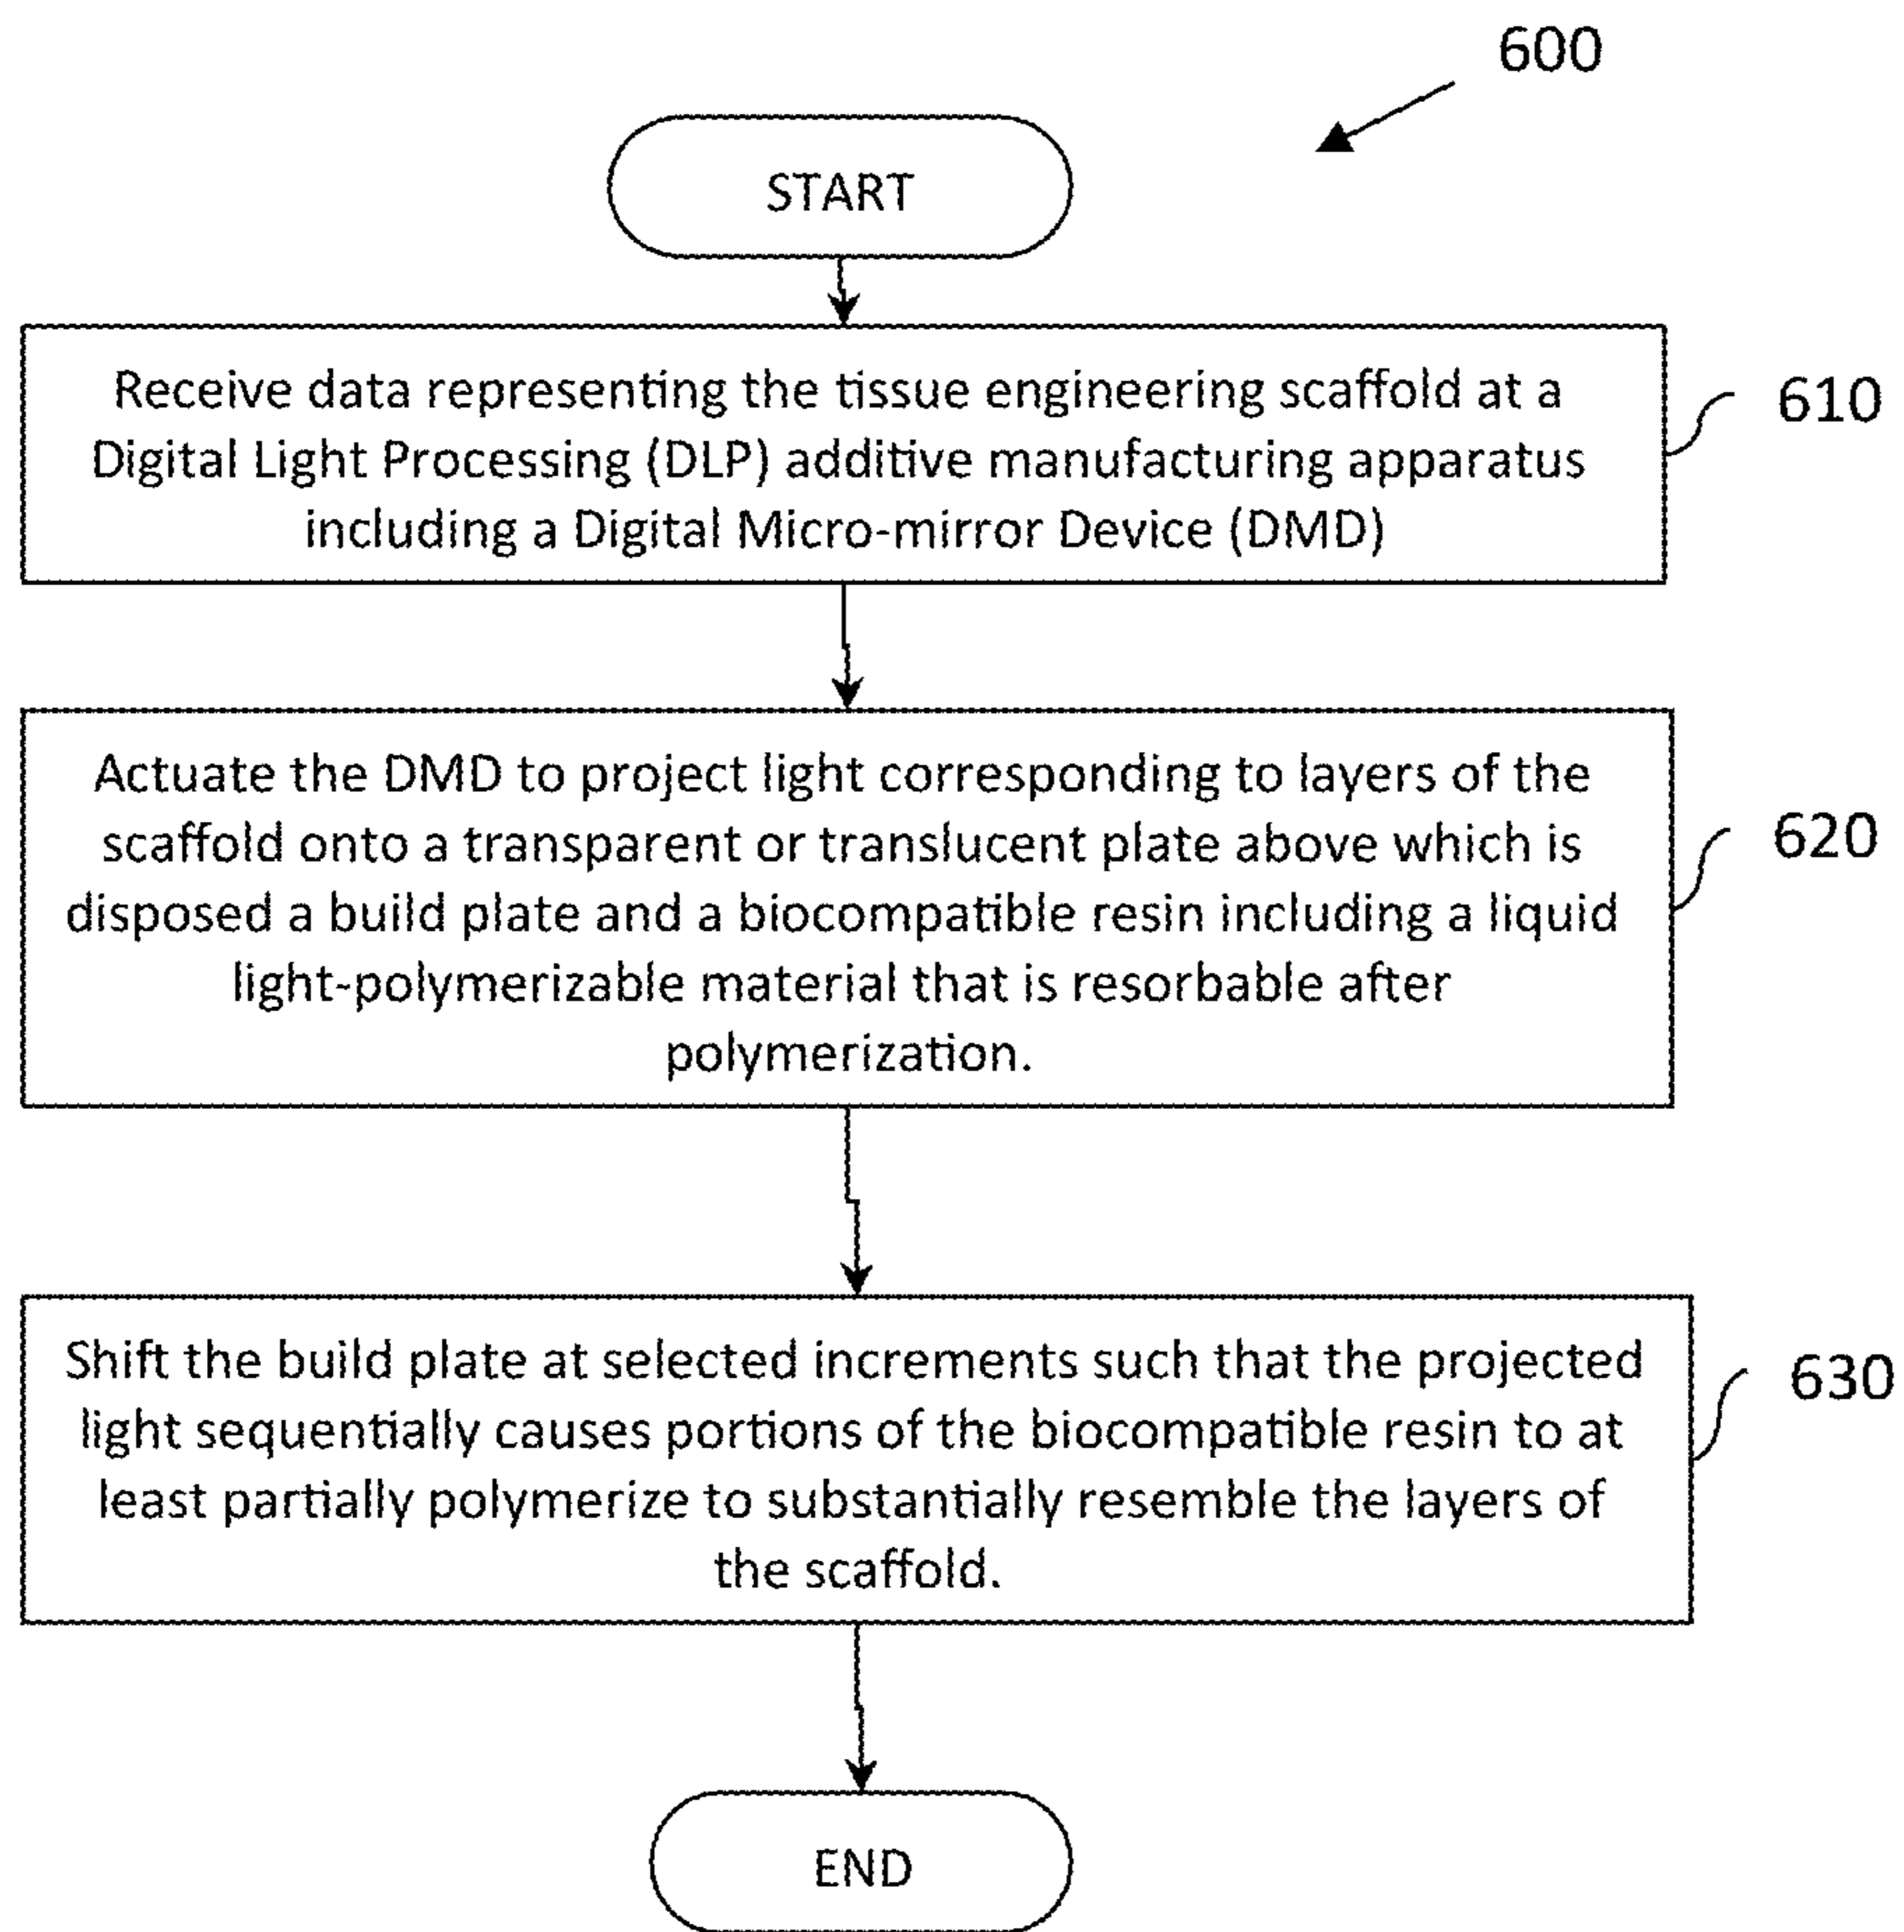 600
START
Receive data representing the tissue engineering scaffold at a
Digital Light Processing (DLP) additive manufacturing apparatus
including a Digital Micro-mirror Device (DMD)
610
Actuate the DMD to project light corresponding to layers of the
scaffold onto a transparent or translucent plate above which is
disposed a build plate and a biocompatible resin including a liquid
light-polymerizable material that is resorbable after
polymerization.
620
Shift the build plate at selected increments such that the projected
light sequentially causes portions of the biocompatible resin to at
least partially polymerize to substantially resemble the layers of
the scaffold.
630
END